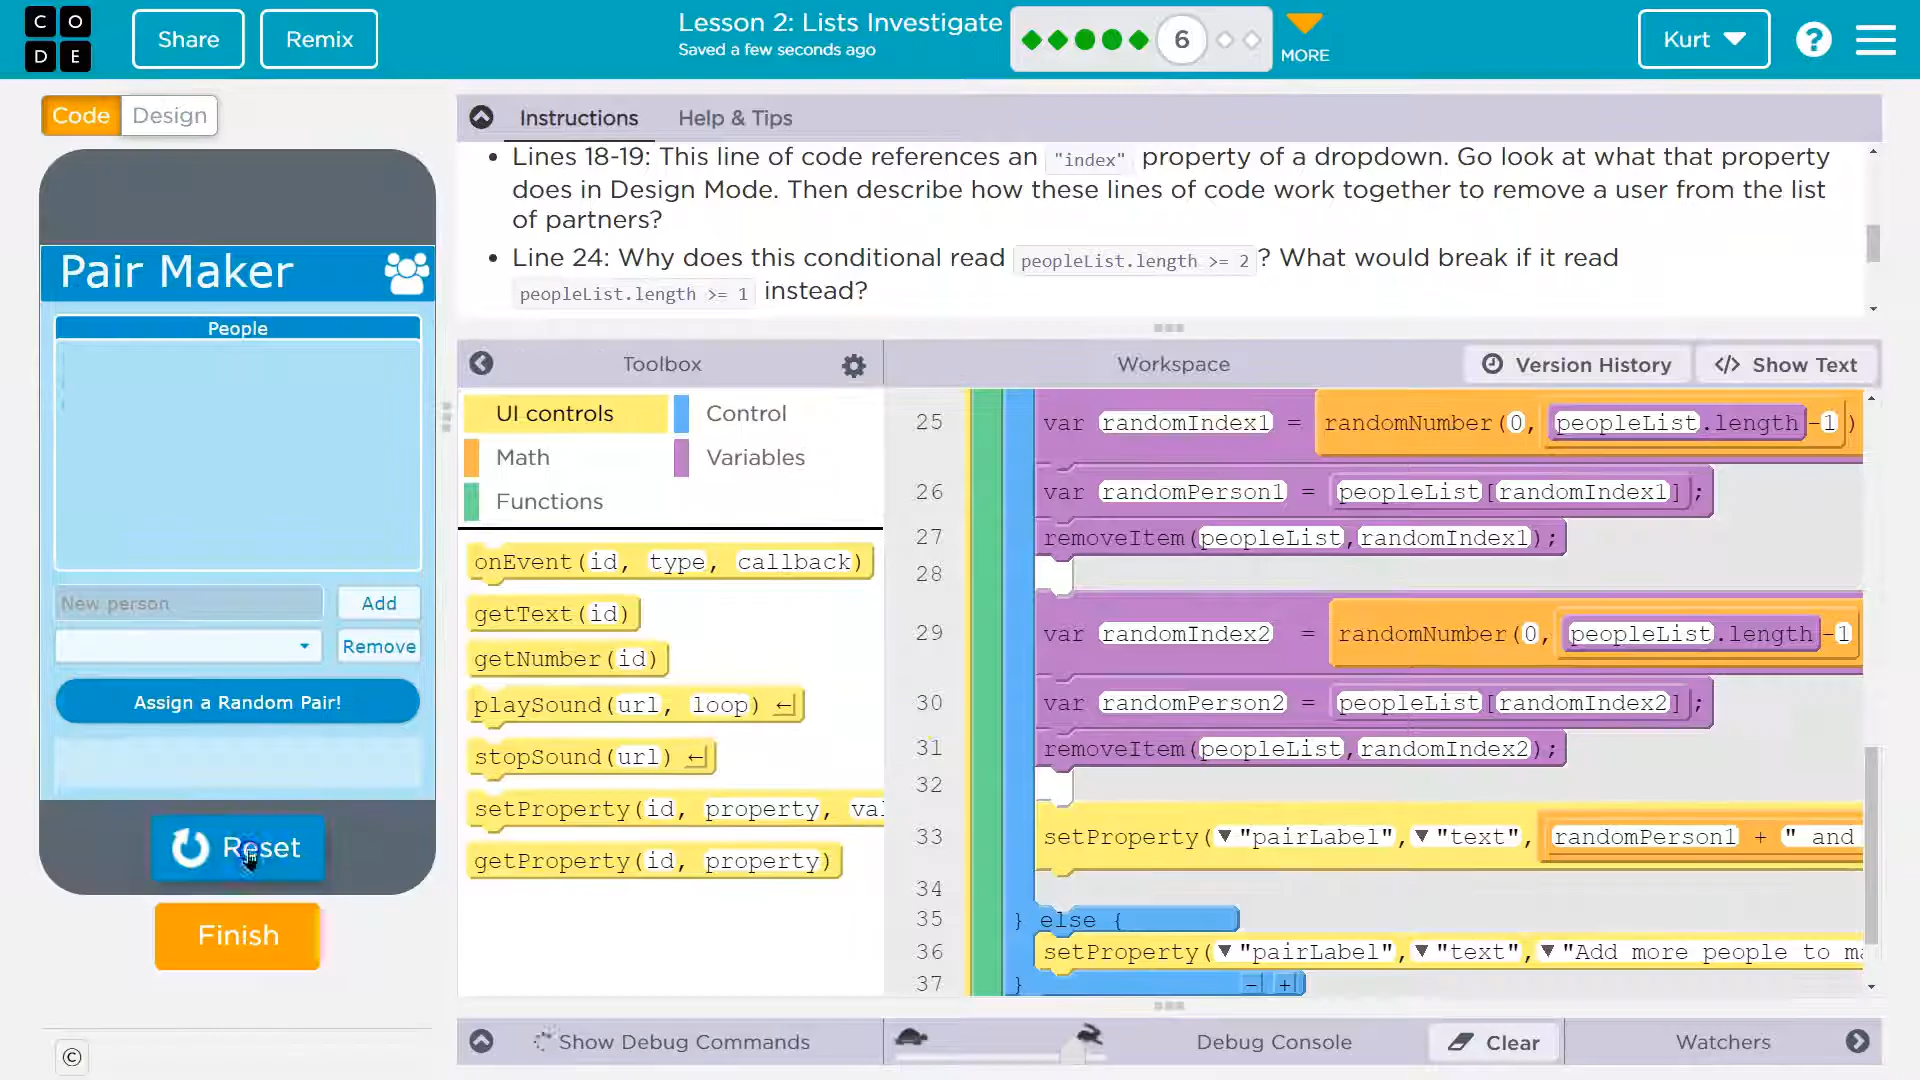 C O
D E
Share
Remix
Lesson 2: Lists Investigate
Saved a few seconds ago
6
MORE
Kurt
?
Code
Design
Instructions
Help & Tips
• Lines 18-19: This line of code references an "index" property of a dropdown. Go look at what that property
does in Design Mode. Then describe how these lines of code work together to remove a user from the list
of partners?
• Line 24: Why does this conditional read peopleList.length >= 2 ? What would break if it read
peopleList.length >= 1 instead?
Pair Maker
People
New person
Add
Remove
Assign a Random Pair!
Reset
Finish
©
Toolbox
UI controls
Control
Math
Variables
Functions
onEvent(id, type, callback)
getText(id)
getNumber(id)
playSound(url, loop) ←
stopSound(url) ←
setProperty(id, property, val
getProperty(id, property)
Workspace
Version History
</> Show Text
25 var randomIndex1 = randomNumber(0, peopleList.length-1)
26 var randomPerson1 = peopleList[randomIndex1];
27 removeItem(peopleList,randomIndex1);
28
29 var randomIndex2 = randomNumber(0, peopleList.length-1
30 var randomPerson2 = peopleList[randomIndex2];
31 removeItem(peopleList,randomIndex2);
32
33 setProperty(▼"pairLabel",▼"text", randomPerson1 + " and
34
35 } else {
36 setProperty(▼"pairLabel",▼"text",▼"Add more people to ma
37 } - +
Show Debug Commands
Debug Console
Clear
Watchers